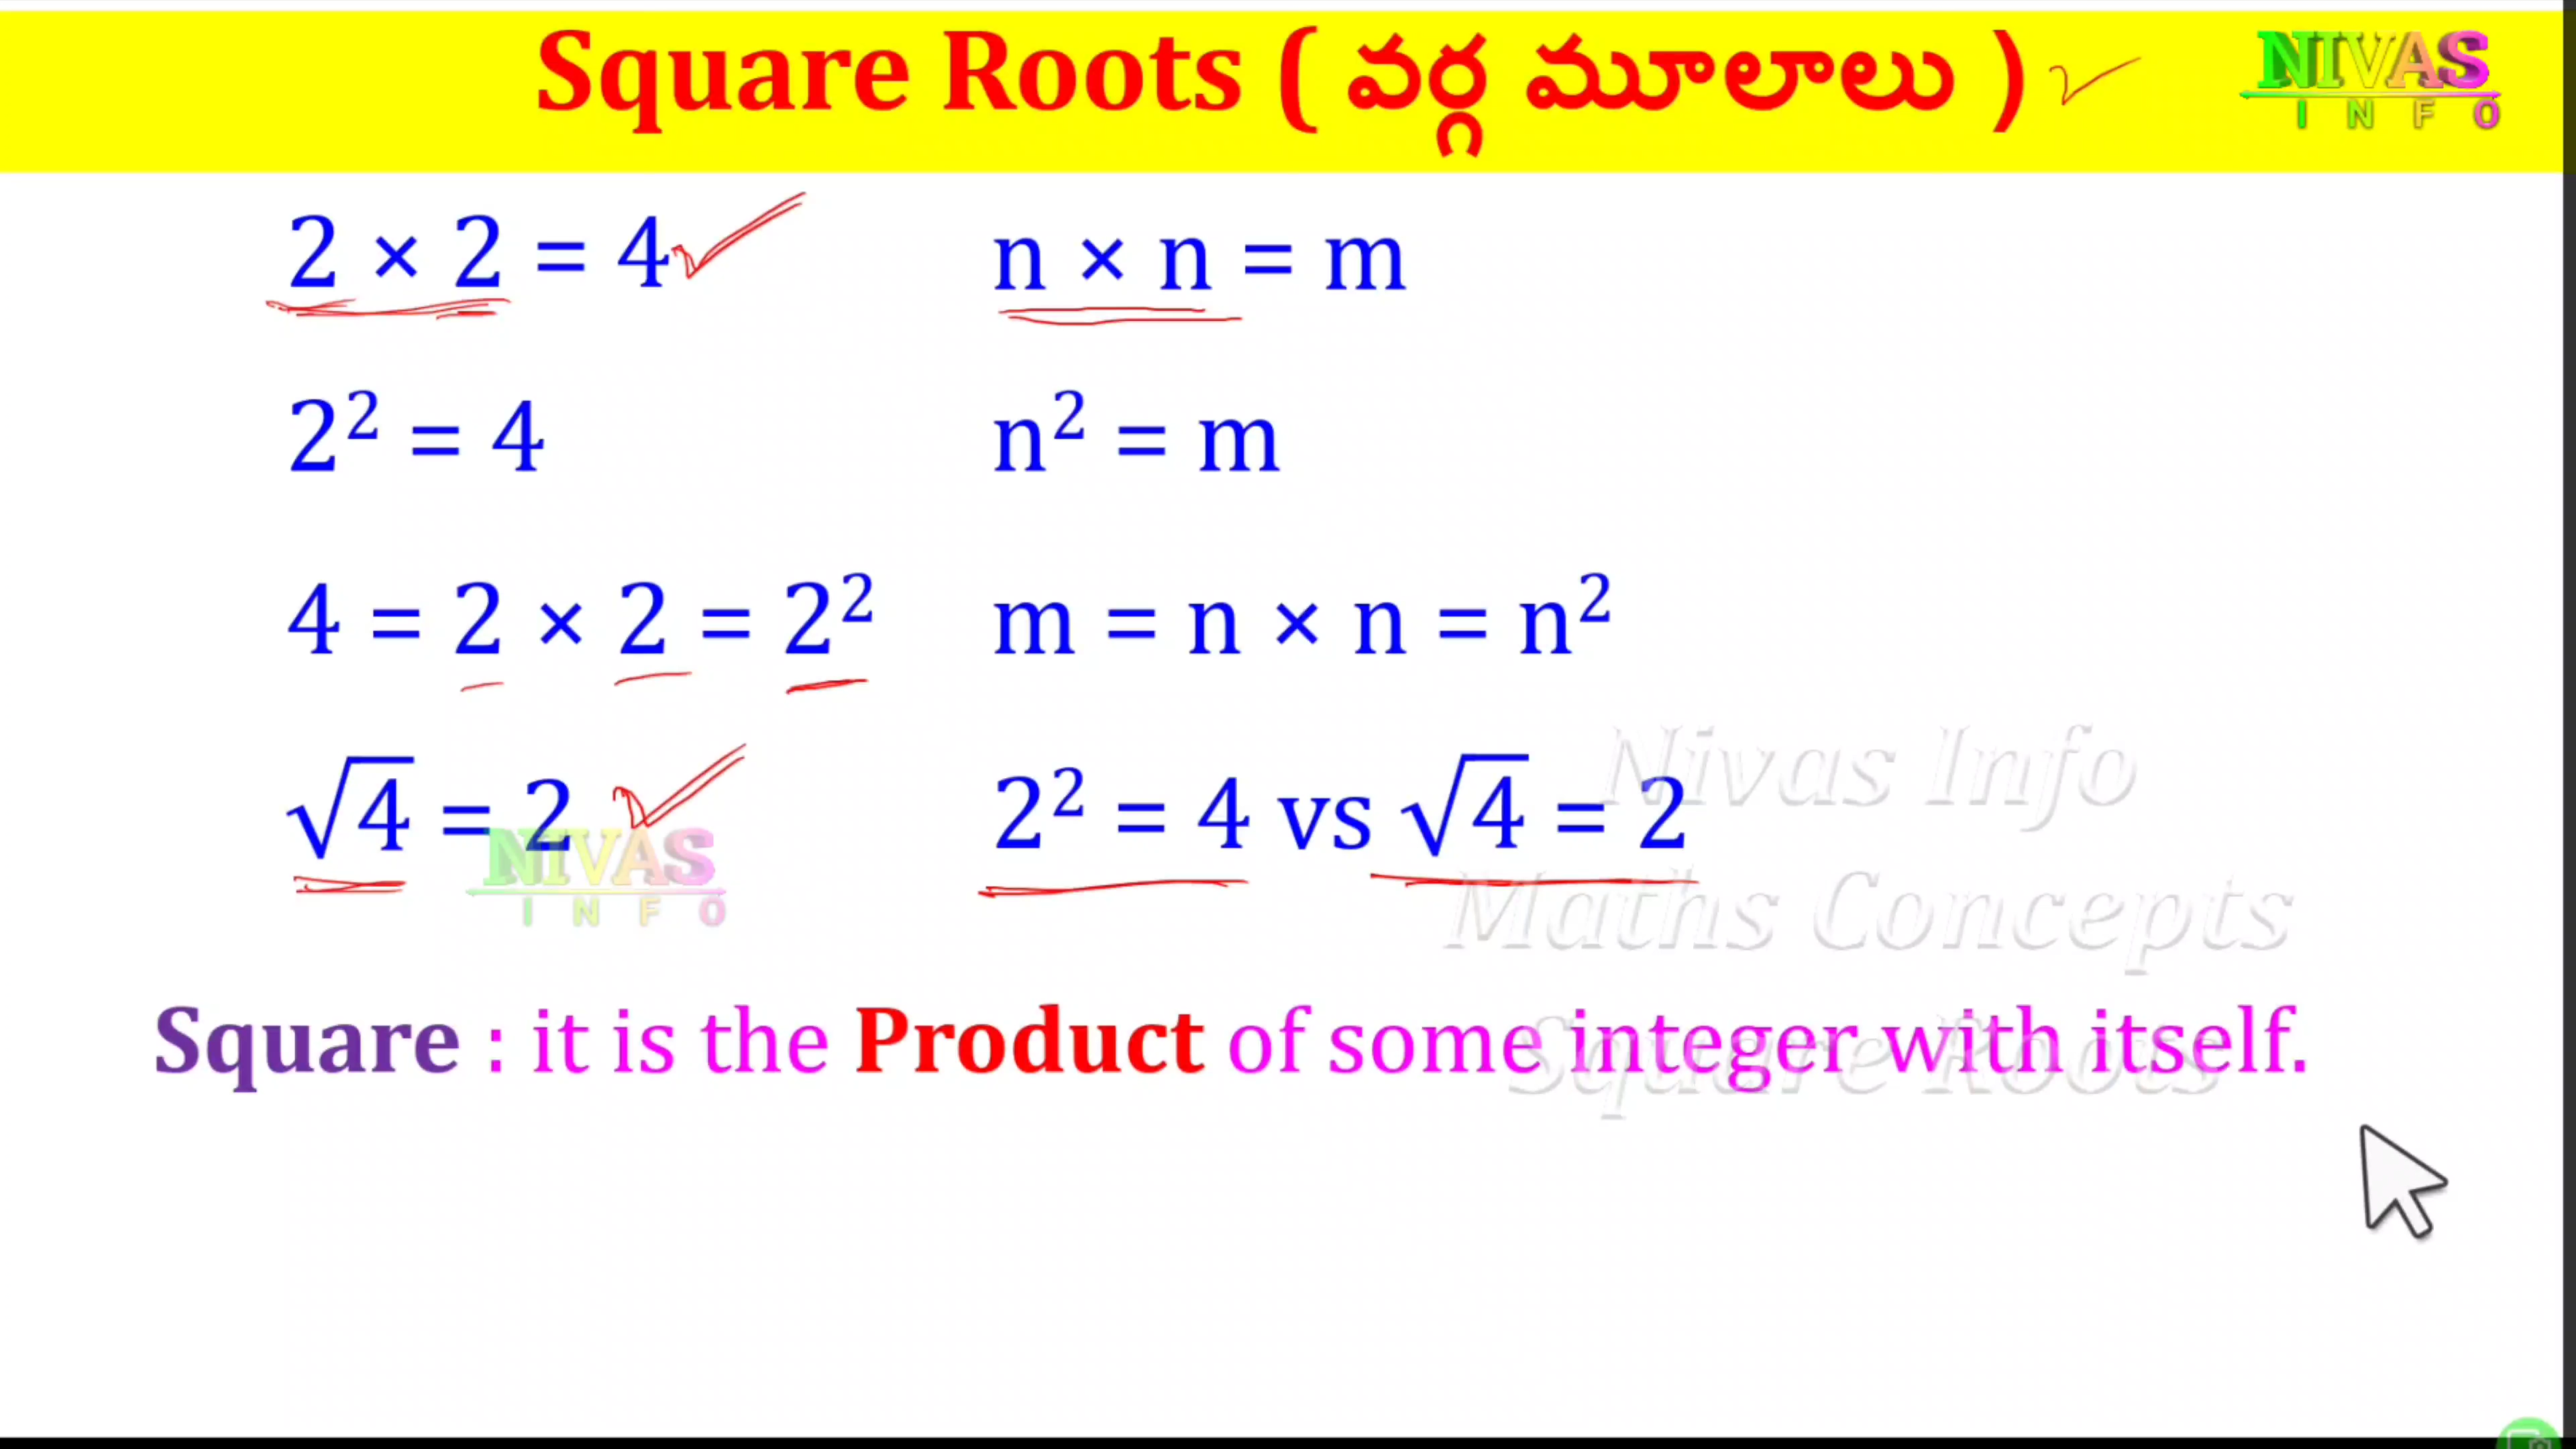 Square Roots ( వర్గ మూలాలు )
NIVAS
INFO
2 × 2 = 4
n × n = m
2² = 4
n² = m
4 = 2 × 2 = 2²
m = n × n = n²
√4 = 2
2² = 4 vs √4 = 2
NIVAS
INFO
Nivas Info
Maths Concepts
Square Roots
Square : it is the Product of some integer with itself.